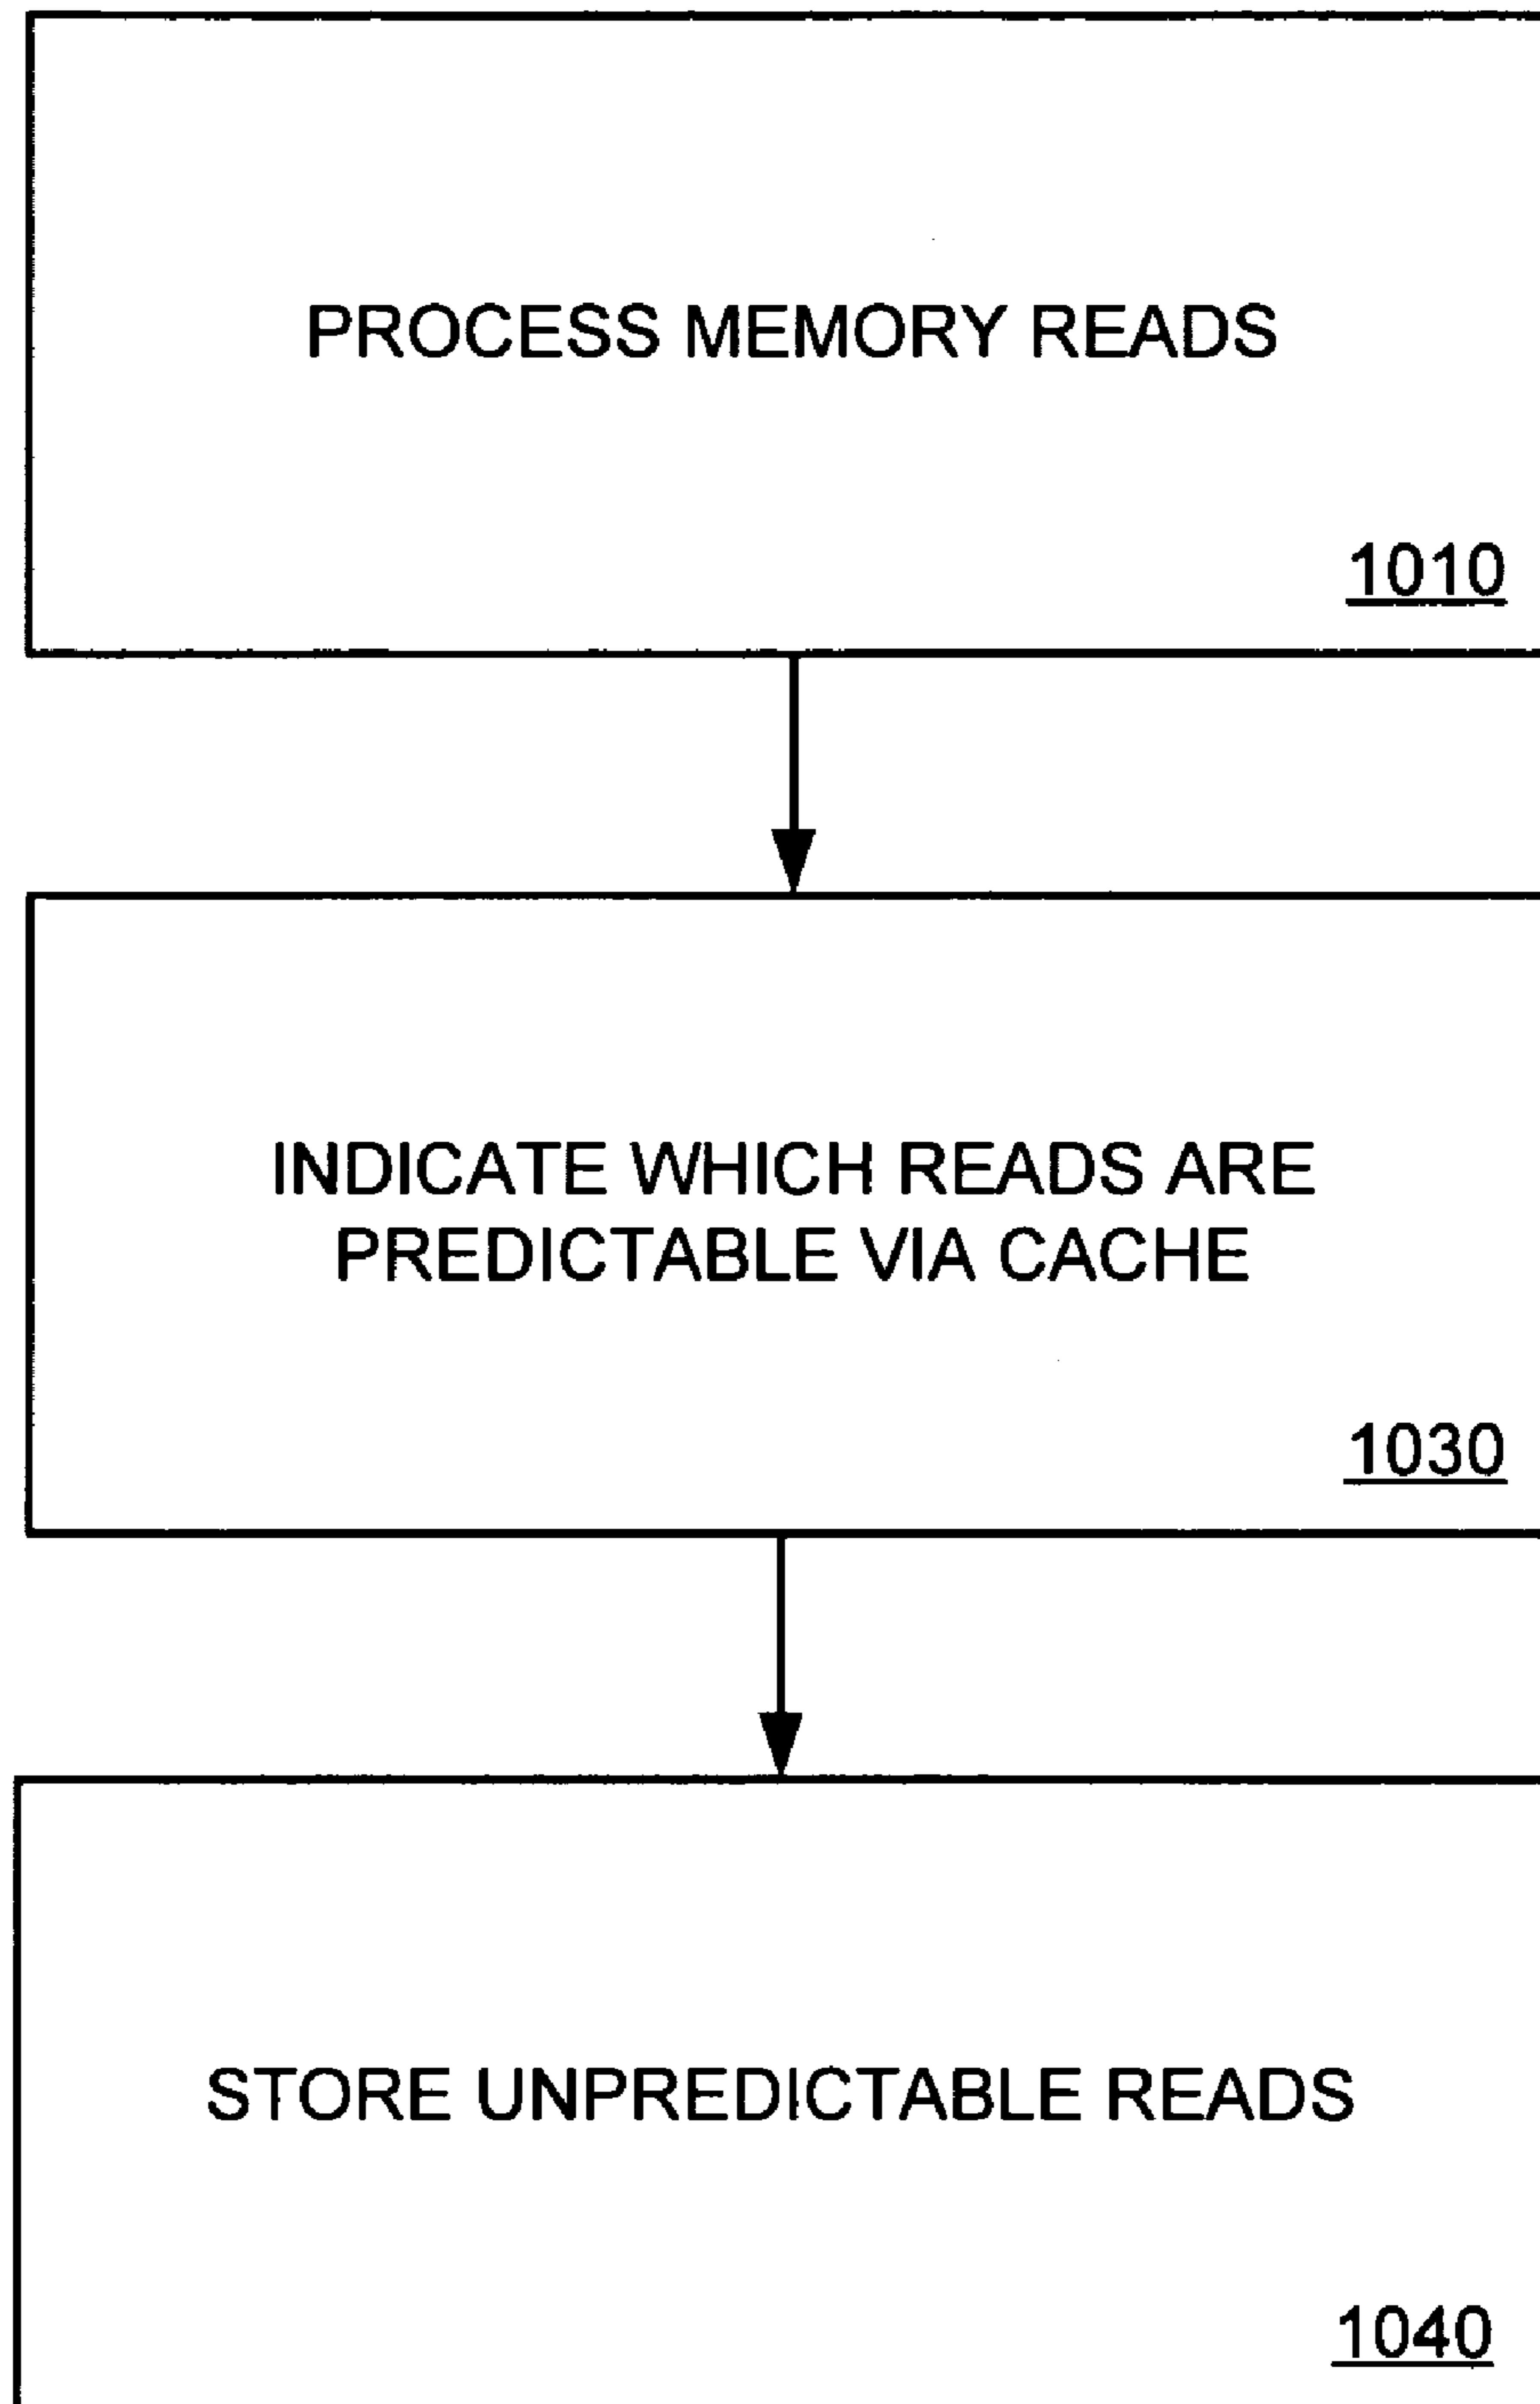 PROCESS MEMORY READS
1010
INDICATE WHICH READS ARE
PREDICTABLE VIA CACHE
1030
STORE UNPREDICTABLE READS
1040